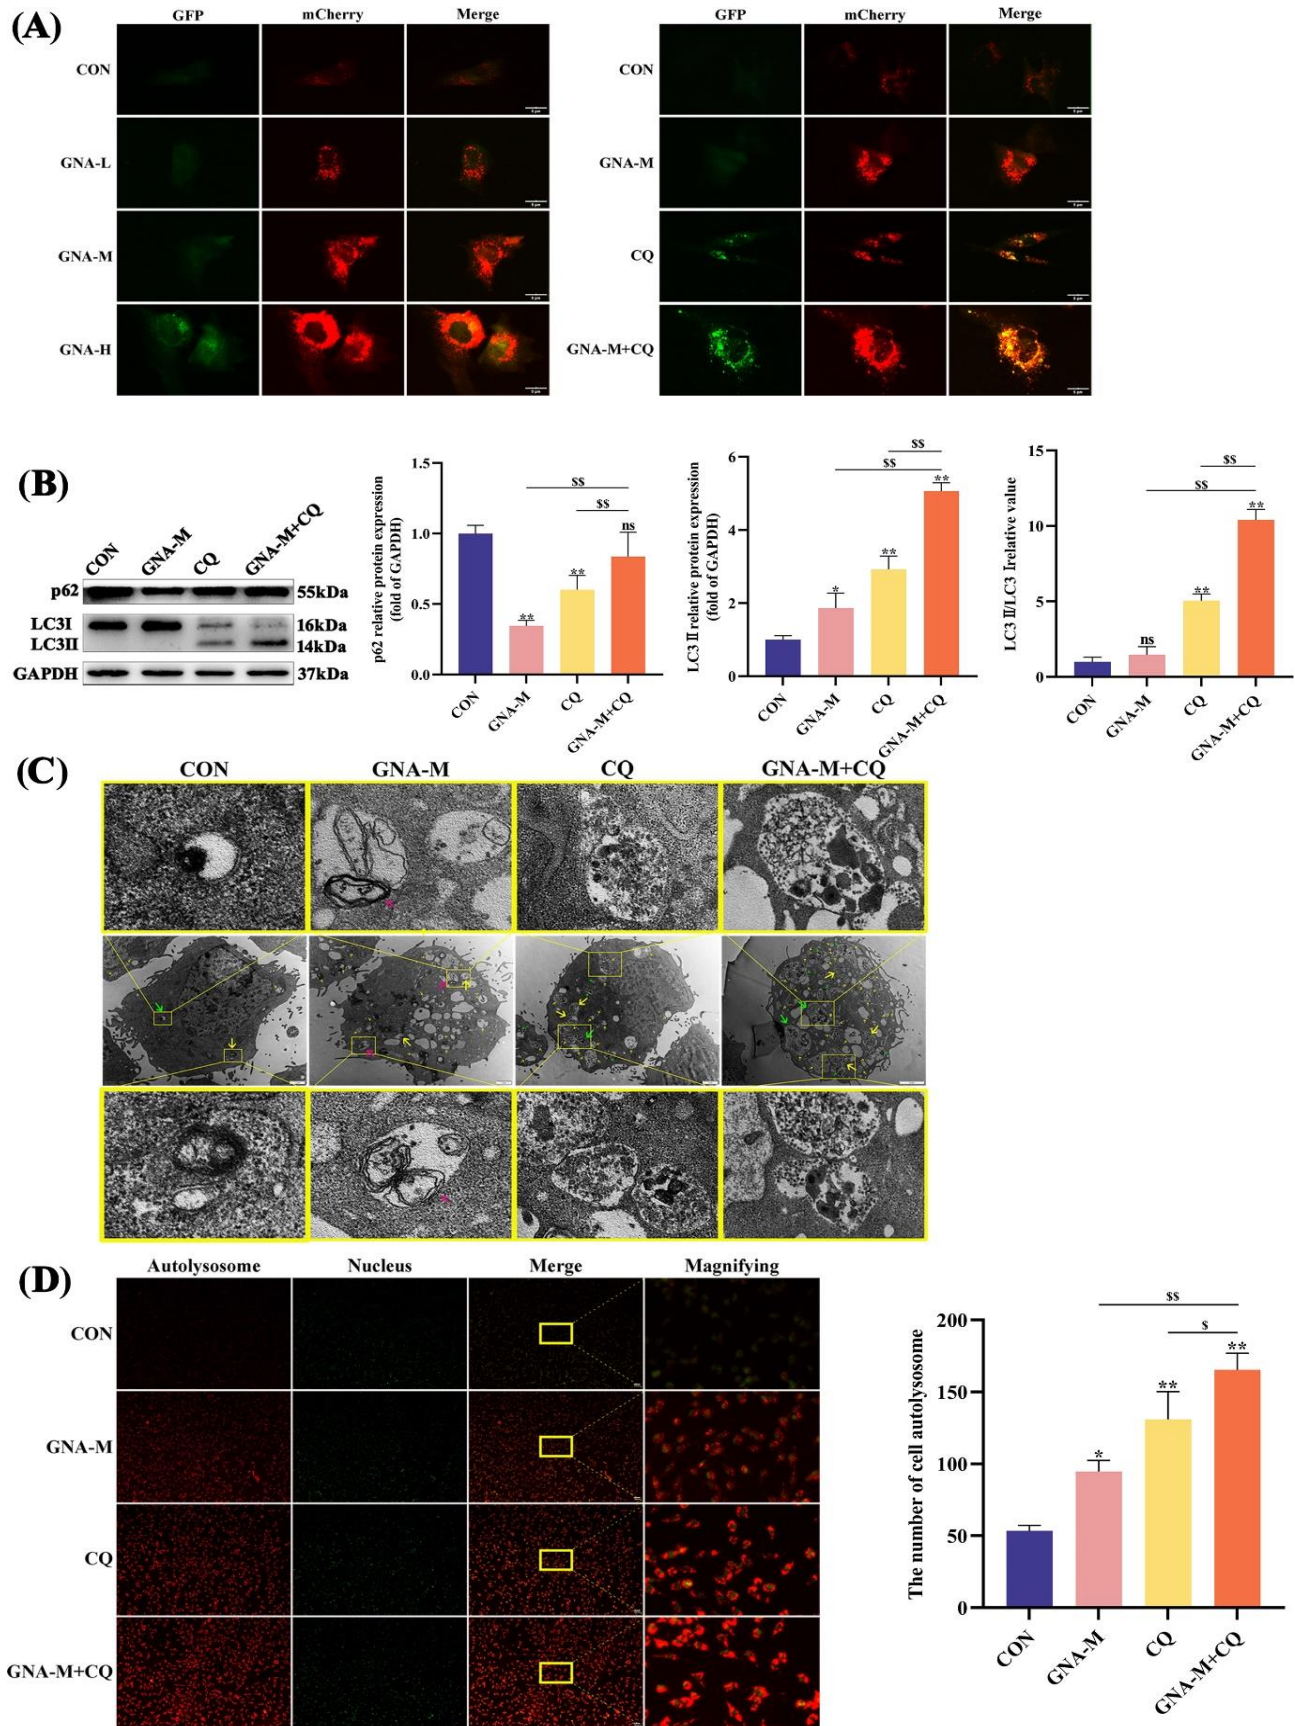 (A)
GFP mCherry Merge
CON
GNA-L
GNA-M
GNA-H
GFP mCherry Merge
CON
GNA-M
CQ
GNA-M+CQ
(B)
CON GNA-M CQ GNA-M+CQ
p62 55kDa
LC3I 16kDa
LC3II 14kDa
GAPDH 37kDa
p62 relative protein expression
(fold of GAPDH)
1.5
1.0
0.5
0.0
$$
$$
** ** ns
CON GNA-M CQ GNA-M+CQ
LC3 II relative protein expression
(fold of GAPDH)
6
4
2
0
$$
$$
* ** **
CON GNA-M CQ GNA-M+CQ
LC3 II/LC3 Irelative value
15
10
5
0
$$
$$
ns ** **
CON GNA-M CQ GNA-M+CQ
(C)
CON GNA-M CQ GNA-M+CQ
(D)
Autolysosome Nucleus Merge Magnifying
CON
GNA-M
CQ
GNA-M+CQ
The number of cell autolysosome
200
150
100
50
0
$$
$
* ** **
CON GNA-M CQ GNA-M+CQ